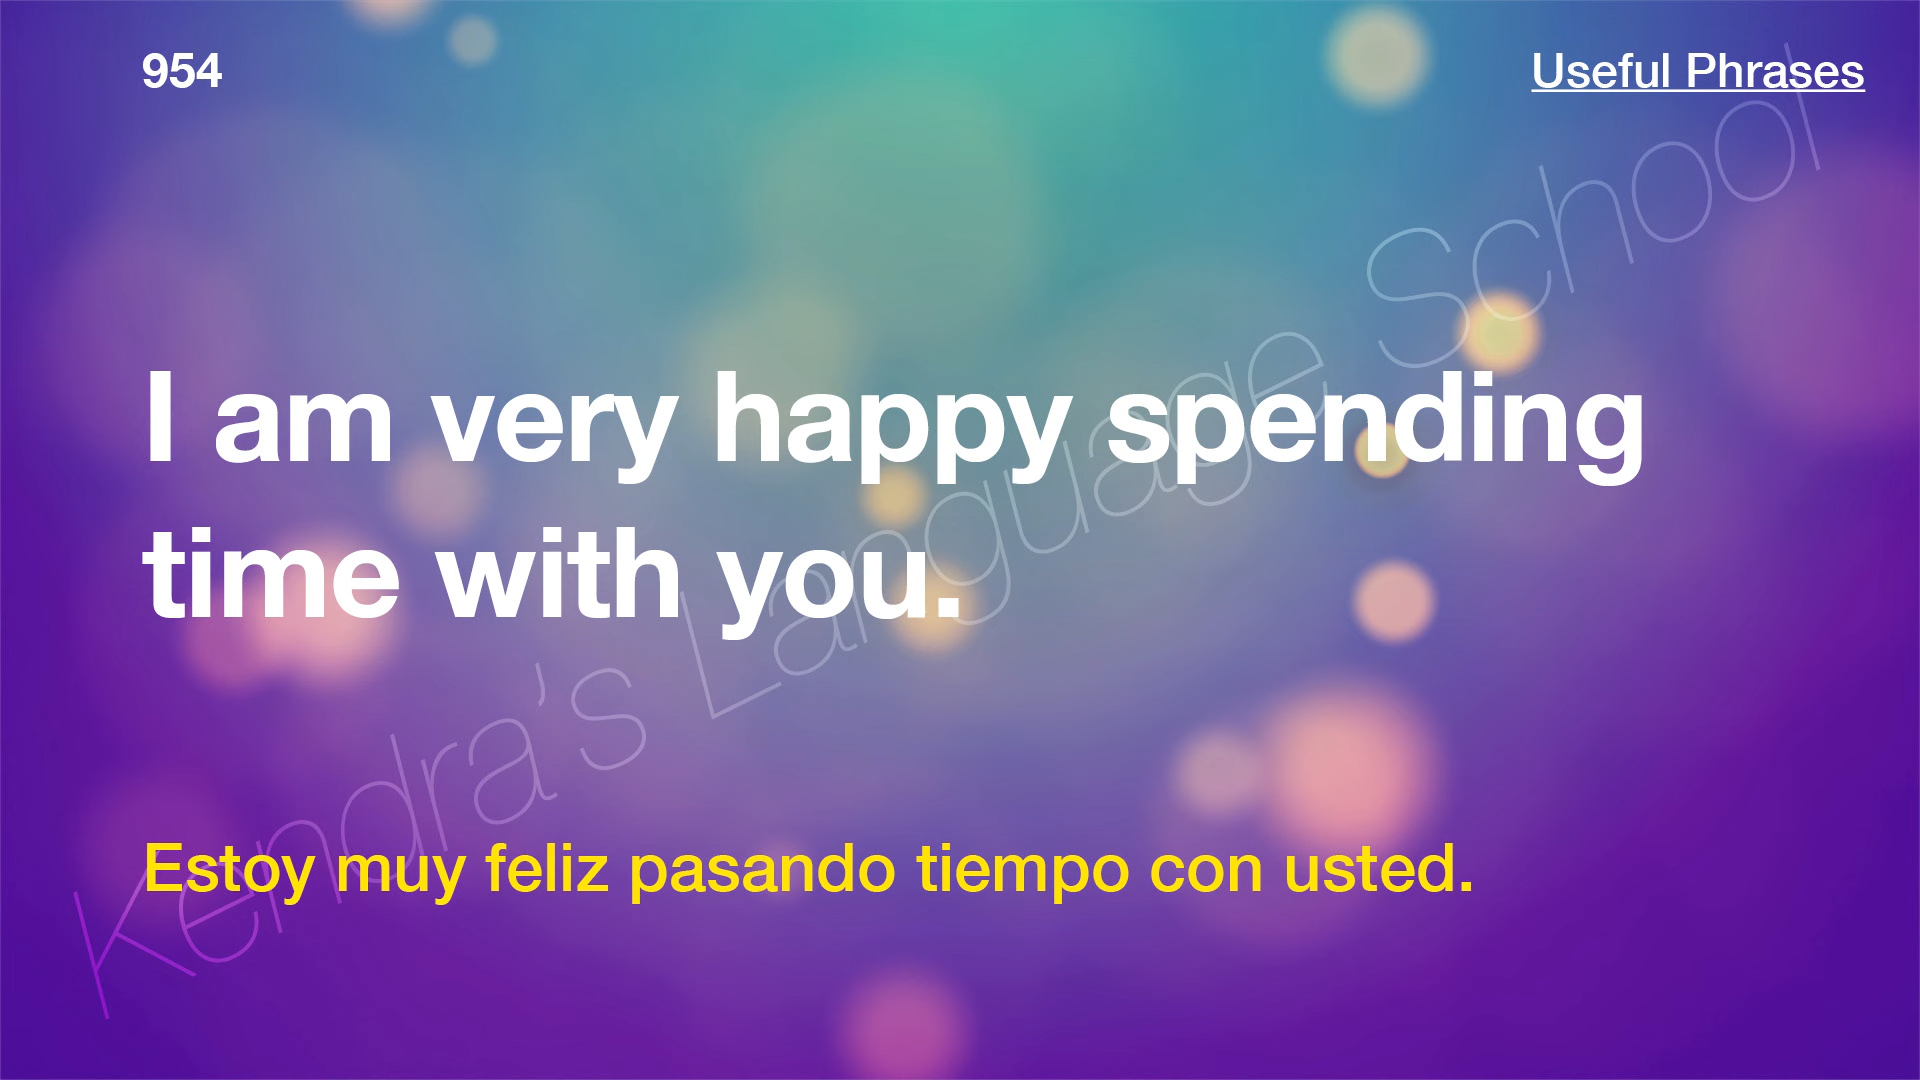 954
Useful Phrases
I am very happy spending
time with you.
Estoy muy feliz pasando tiempo con usted.
Kendra’s Language School